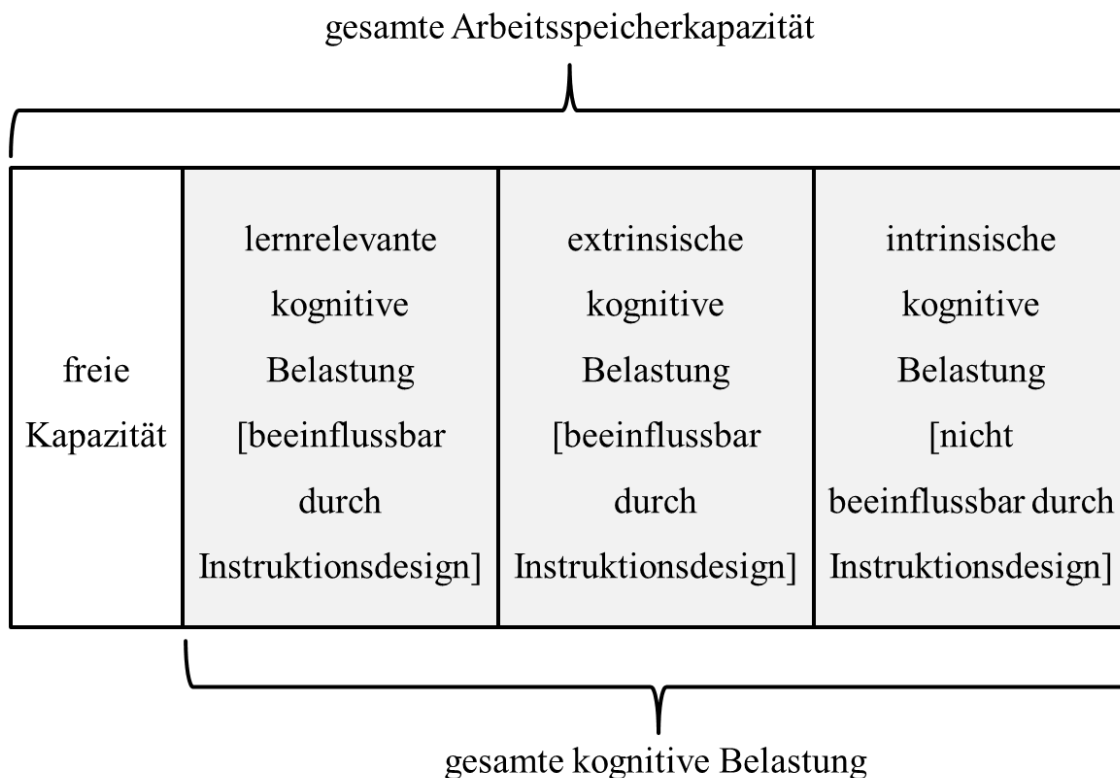 gesamte Arbeitsspeicherkapazität
freie
Kapazität
lernrelevante
kognitive
Belastung
[beeinflussbar
durch
Instruktionsdesign]
extrinsische
kognitive
Belastung
[beeinflussbar
durch
Instruktionsdesign]
intrinsische
kognitive
Belastung
[nicht
beeinflussbar durch
Instruktionsdesign]
gesamte kognitive Belastung